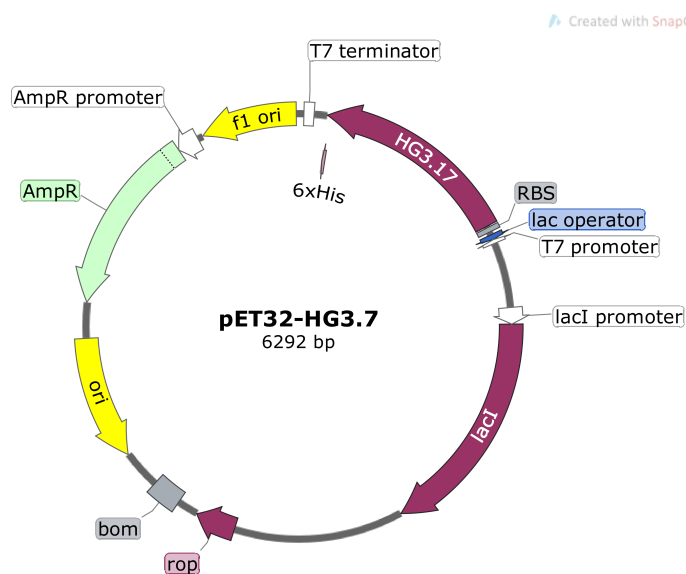 Created with Snap
T7 terminator
AmpR promoter
f1 ori
HG3.17
6xHis
RBS
AmpR
lac operator
T7 promoter
pET32-HG3.7
6292 bp
lacI promoter
ori
lacI
bom
rop